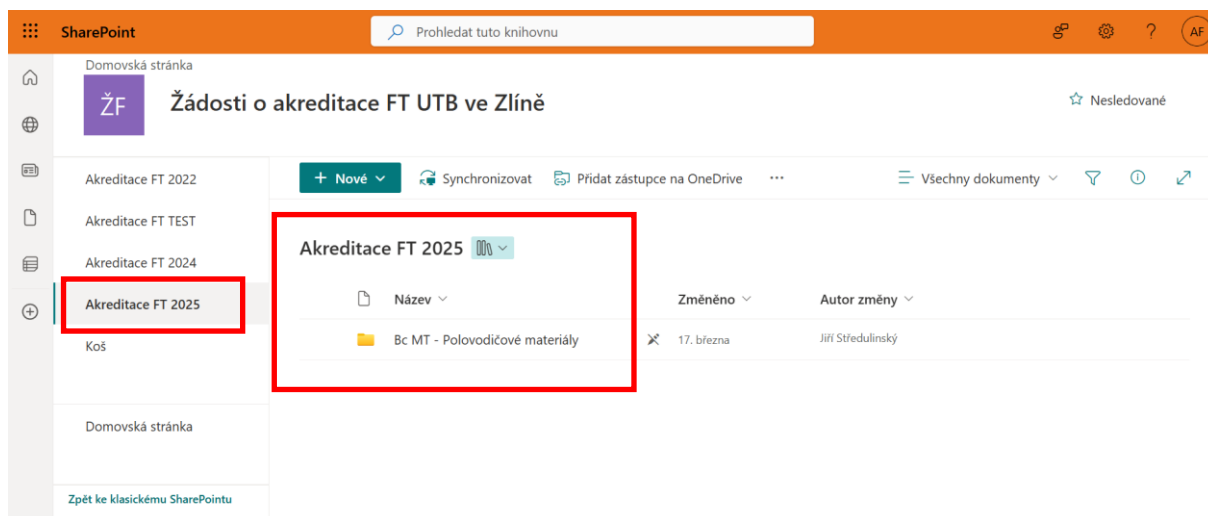 SharePoint
Prohledat tuto knihovnu
?
AF
Domovská stránka
ŽF
Žádosti o akreditace FT UTB ve Zlíně
Nesledované
Akreditace FT 2022
Akreditace FT TEST
Akreditace FT 2024
Akreditace FT 2025
Koš
Domovská stránka
Zpět ke klasickému SharePointu
+ Nové
Synchronizovat
Přidat zástupce na OneDrive
...
Všechny dokumenty
Akreditace FT 2025
Název
Změněno
Autor změny
Bc MT - Polovodičové materiály
17. března
Jiří Středulinský